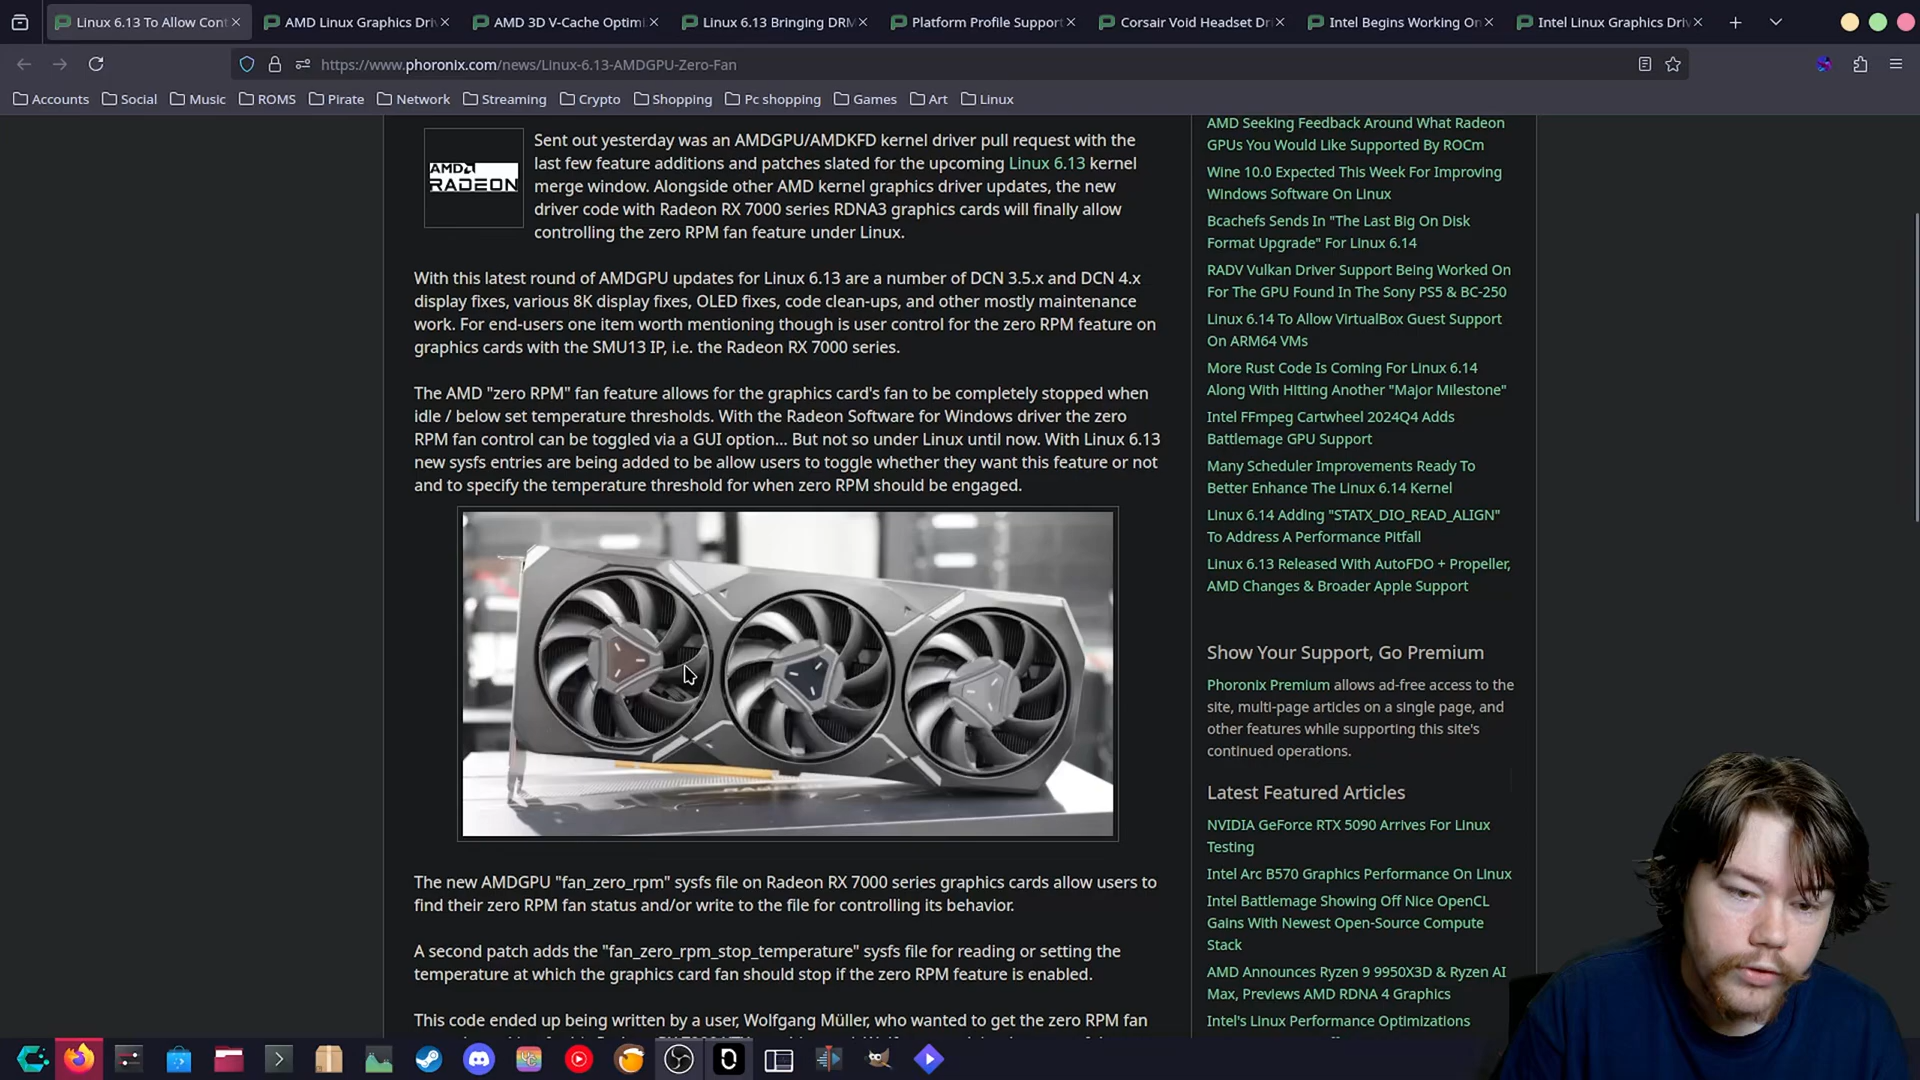 Linux 6.13 To Allow Cont
AMD Linux Graphics Driv
AMD 3D V-Cache Optimi
Linux 6.13 Bringing DRM
Platform Profile Support
Corsair Void Headset Dr
Intel Begins Working On
Intel Linux Graphics Driv
https://www.phoronix.com/news/Linux-6.13-AMDGPU-Zero-Fan
Accounts Social Music ROMS Pirate Network Streaming Crypto Shopping Pc shopping Games Art Linux
AMD
RADEON
Sent out yesterday was an AMDGPU/AMDKFD kernel driver pull request with the
last few feature additions and patches slated for the upcoming Linux 6.13 kernel
merge window. Alongside other AMD kernel graphics driver updates, the new
driver code with Radeon RX 7000 series RDNA3 graphics cards will finally allow
controlling the zero RPM fan feature under Linux.
With this latest round of AMDGPU updates for Linux 6.13 are a number of DCN 3.5.x and DCN 4.x
display fixes, various 8K display fixes, OLED fixes, code clean-ups, and other mostly maintenance
work. For end-users one item worth mentioning though is user control for the zero RPM feature on
graphics cards with the SMU13 IP, i.e. the Radeon RX 7000 series.
The AMD "zero RPM" fan feature allows for the graphics card's fan to be completely stopped when
idle / below set temperature thresholds. With the Radeon Software for Windows driver the zero
RPM fan control can be toggled via a GUI option... But not so under Linux until now. With Linux 6.13
new sysfs entries are being added to be allow users to toggle whether they want this feature or not
and to specify the temperature threshold for when zero RPM should be engaged.
The new AMDGPU "fan_zero_rpm" sysfs file on Radeon RX 7000 series graphics cards allow users to
find their zero RPM fan status and/or write to the file for controlling its behavior.
A second patch adds the "fan_zero_rpm_stop_temperature" sysfs file for reading or setting the
temperature at which the graphics card fan should stop if the zero RPM feature is enabled.
This code ended up being written by a user, Wolfgang Müller, who wanted to get the zero RPM fan
AMD Seeking Feedback Around What Radeon
GPUs You Would Like Supported By ROCm
Wine 10.0 Expected This Week For Improving
Windows Software On Linux
Bcachefs Sends In "The Last Big On Disk
Format Upgrade" For Linux 6.14
RADV Vulkan Driver Support Being Worked On
For The GPU Found In The Sony PS5 & BC-250
Linux 6.14 To Allow VirtualBox Guest Support
On ARM64 VMs
More Rust Code Is Coming For Linux 6.14
Along With Hitting Another "Major Milestone"
Intel FFmpeg Cartwheel 2024Q4 Adds
Battlemage GPU Support
Many Scheduler Improvements Ready To
Better Enhance The Linux 6.14 Kernel
Linux 6.14 Adding "STATX_DIO_READ_ALIGN"
To Address A Performance Pitfall
Linux 6.13 Released With AutoFDO + Propeller,
AMD Changes & Broader Apple Support
Show Your Support, Go Premium
Phoronix Premium allows ad-free access to the
site, multi-page articles on a single page, and
other features while supporting this site's
continued operations.
Latest Featured Articles
NVIDIA GeForce RTX 5090 Arrives For Linux
Testing
Intel Arc B570 Graphics Performance On Linux
Intel Battlemage Showing Off Nice OpenCL
Gains With Newest Open-Source Compute
Stack
AMD Announces Ryzen 9 9950X3D & Ryzen AI
Max, Previews AMD RDNA 4 Graphics
Intel's Linux Performance Optimizations